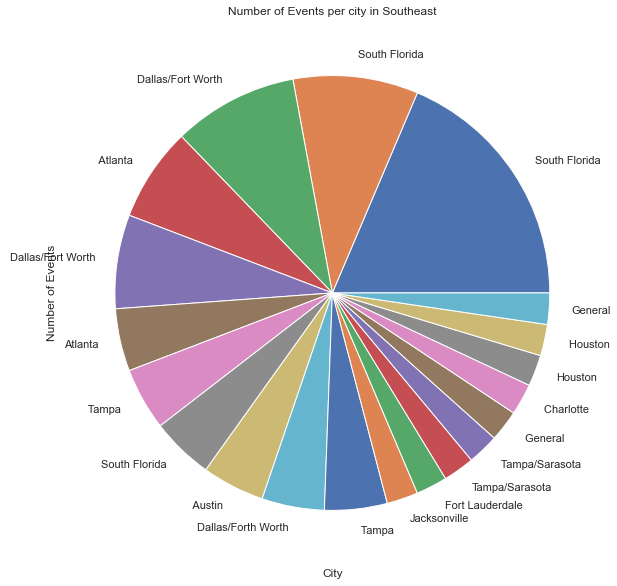 Number of Events per city in Southeast
South Florida
South Florida
Dallas/Fort Worth
Atlanta
Dallas/Fort Worth
Atlanta
Tampa
South Florida
Austin
Dallas/Forth Worth
Tampa
Jacksonville
Fort Lauderdale
Tampa/Sarasota
Tampa/Sarasota
General
Charlotte
Houston
Houston
General
Number of Events
City